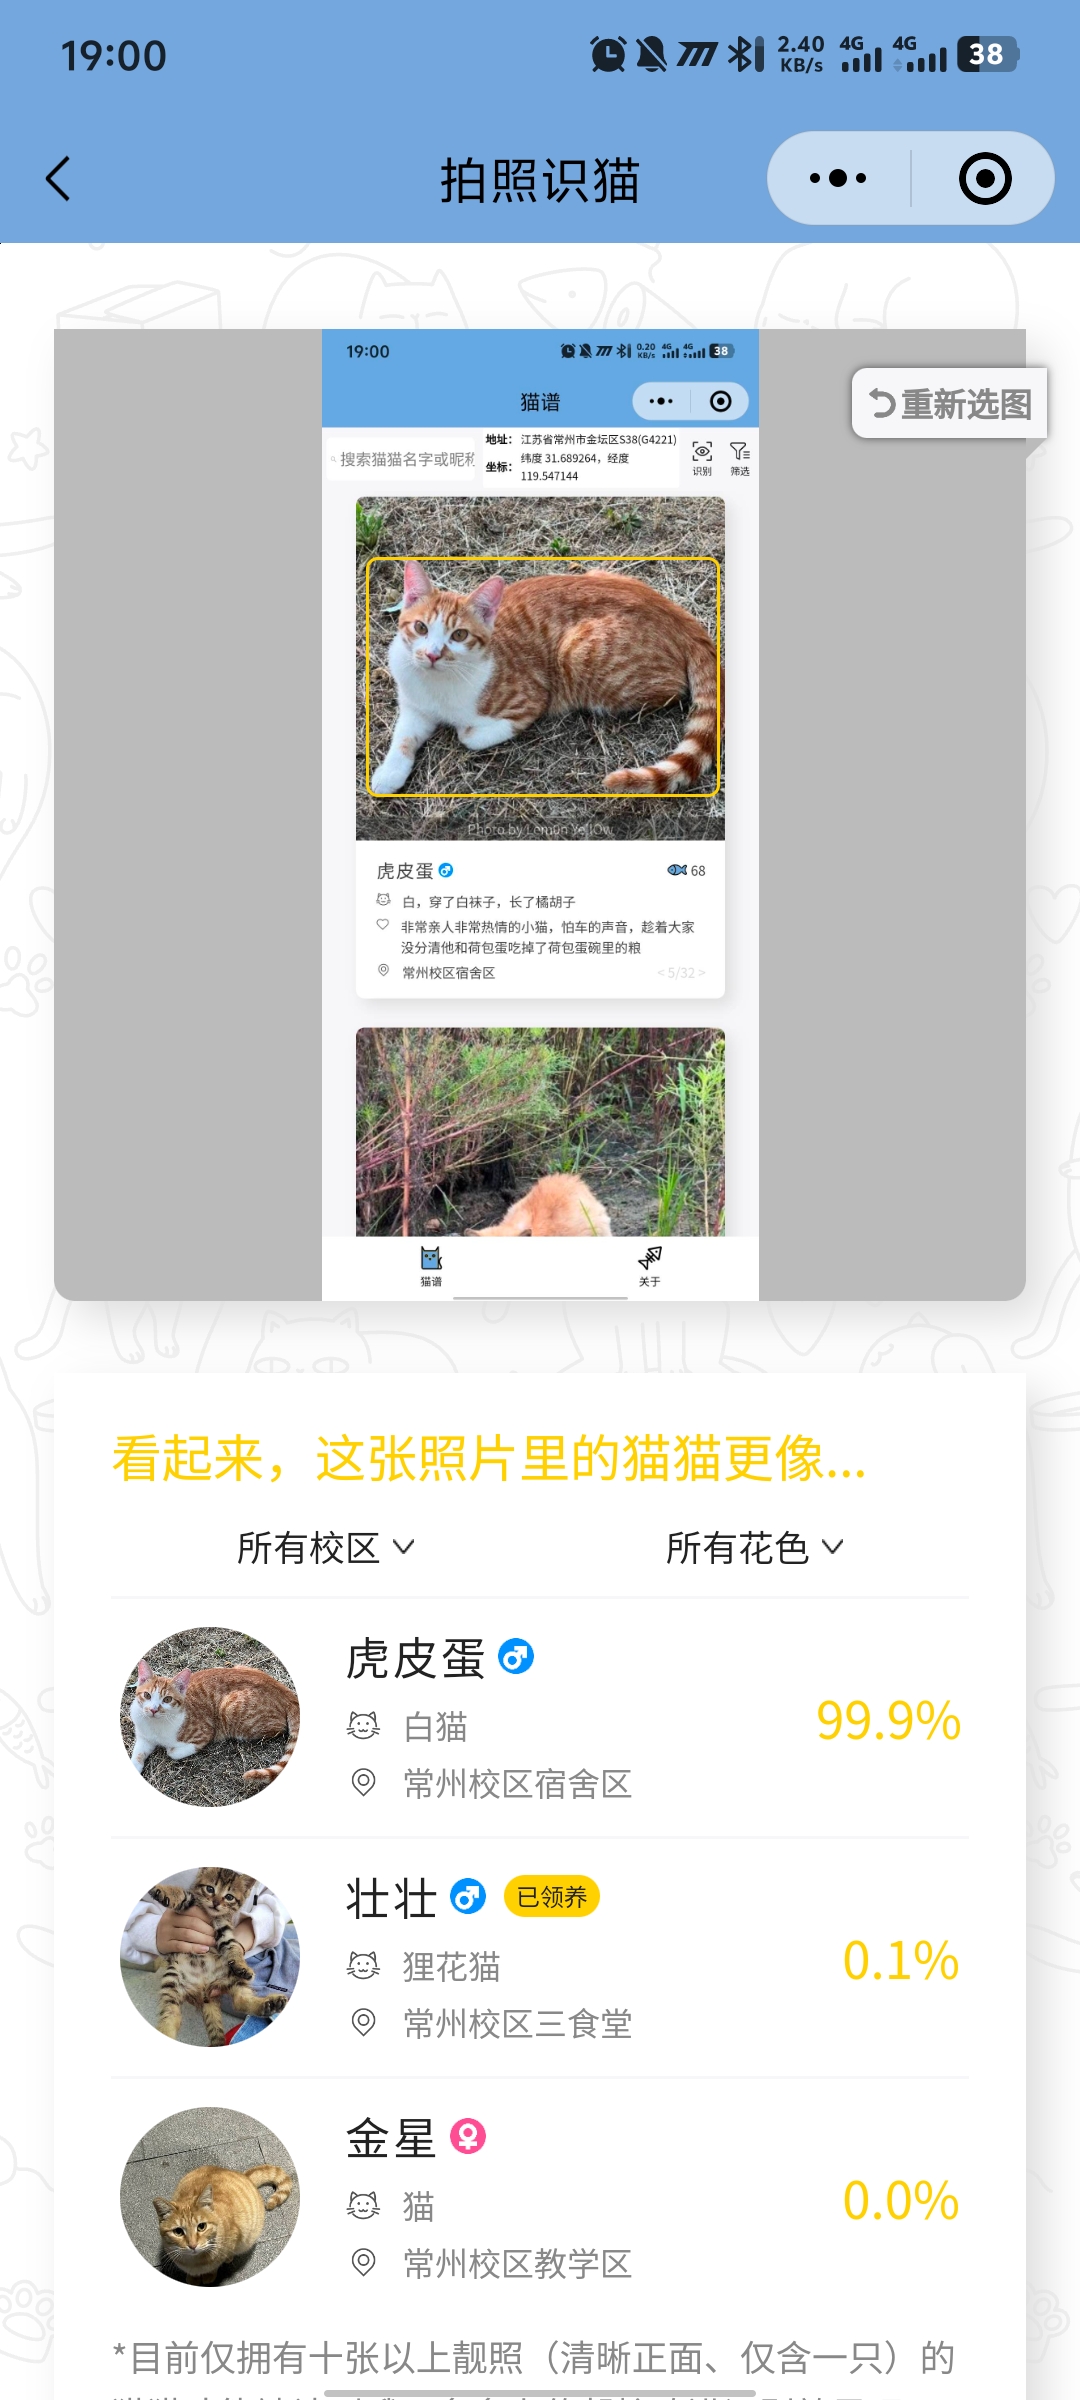 19:00
2.40 KB/s 4G 4G 38
拍照识猫
19:00
0.20 KB/s 4G 4G 38
猫谱
重新选图
搜索猫猫名字或昵称
地址： 江苏省常州市金坛区S38(G4221)
坐标： 纬度 31.689264，经度
119.547144
识别
筛选
Photo by Lemon YellOw
虎皮蛋
68
白，穿了白袜子，长了橘胡子
非常亲人非常热情的小猫，怕车的声音，趁着大家
没分清他和荷包蛋吃掉了荷包蛋碗里的粮
常州校区宿舍区
< 5/32 >
猫谱
关于
看起来，这张照片里的猫猫更像...
所有校区
所有花色
虎皮蛋
白猫
常州校区宿舍区
99.9%
壮壮
已领养
狸花猫
常州校区三食堂
0.1%
金星
猫
常州校区教学区
0.0%
*目前仅拥有十张以上靓照（清晰正面、仅含一只）的